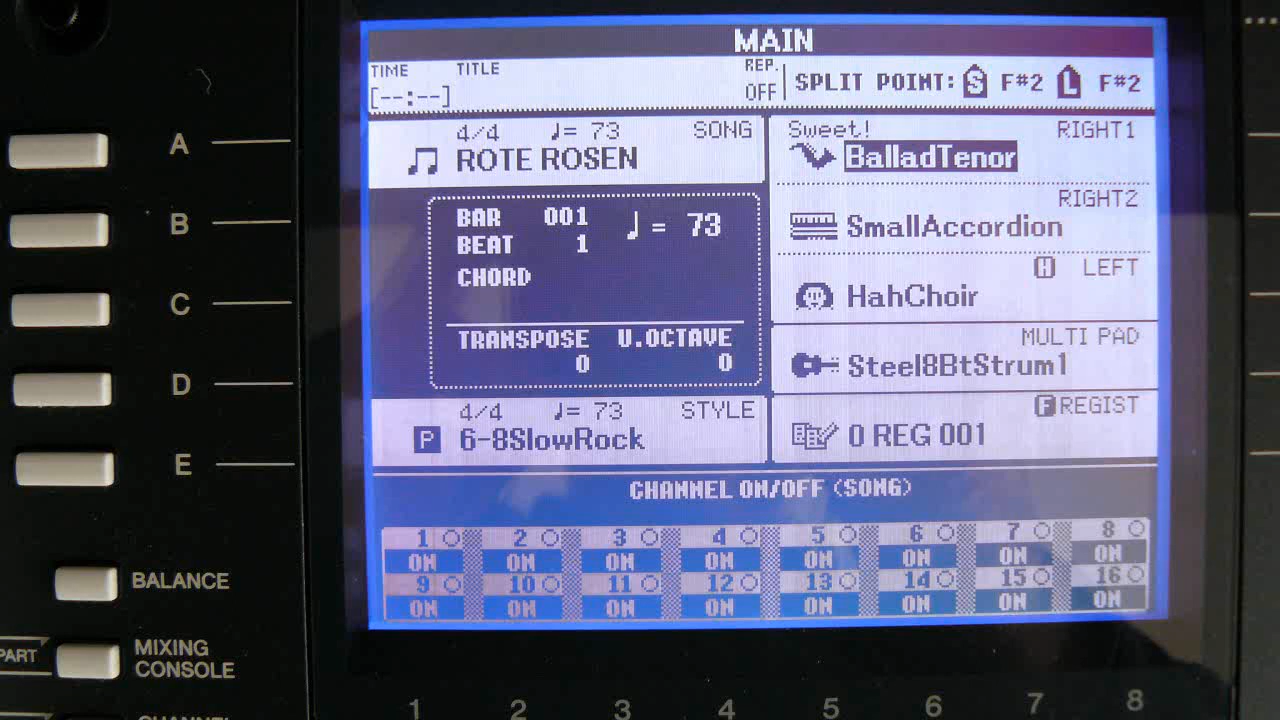 MAIN
TIME TITLE REP.
[--:--] OFF SPLIT POINT: S F#2 L F#2
4/4 ♩= 73 SONG
ROTE ROSEN
BAR 001 ♩ = 73
BEAT 1
CHORD
TRANSPOSE V.OCTAVE
0 0
4/4 ♩= 73 STYLE
P 6-8SlowRock
Sweet! RIGHT1
BalladTenor
RIGHT2
SmallAccordion
H LEFT
HahChoir
MULTI PAD
Steel8BtStrum1
F REGIST
0 REG 001
CHANNEL ON/OFF (SONG)
1 2 3 4 5 6 7 8
ON ON ON ON ON ON ON ON
9 10 11 12 13 14 15 16
ON ON ON ON ON ON ON ON
A
B
C
D
E
BALANCE
PART MIXING
CONSOLE
CHANNEL
1 2 3 4 5 6 7 8